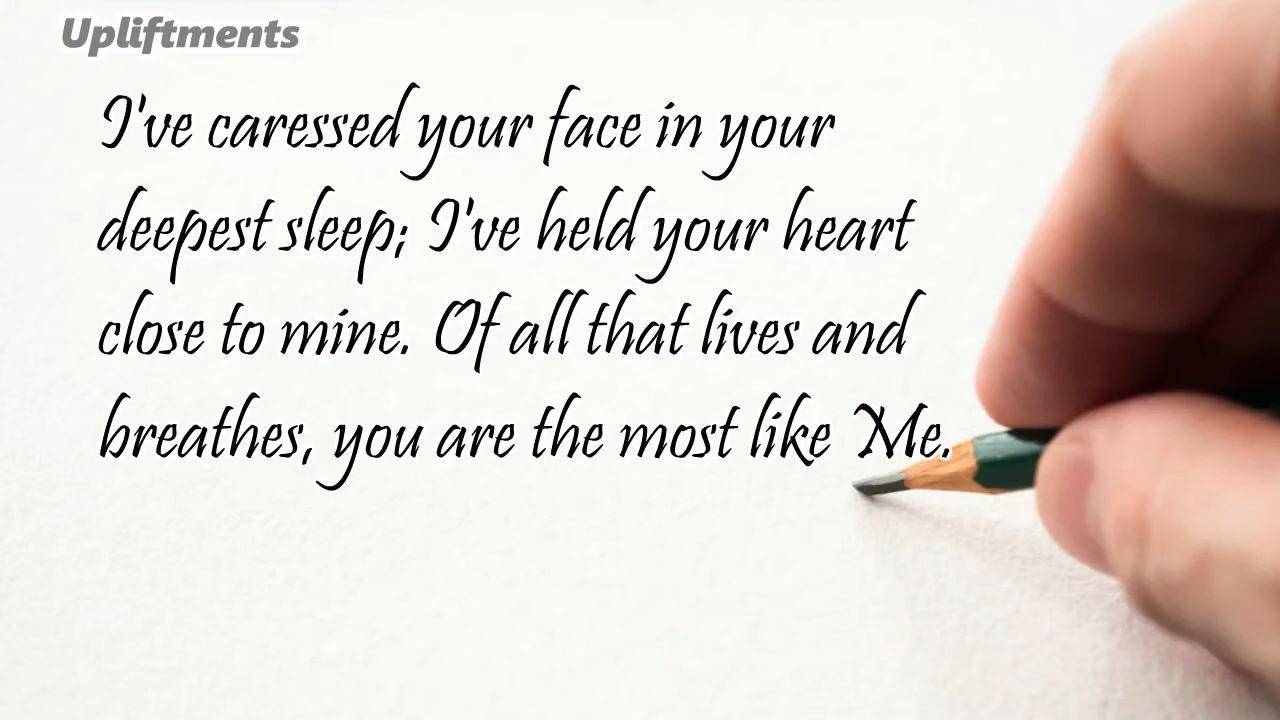 Upliftments
I've caressed your face in your
deepest sleep; I've held your heart
close to mine. Of all that lives and
breathes, you are the most like Me.